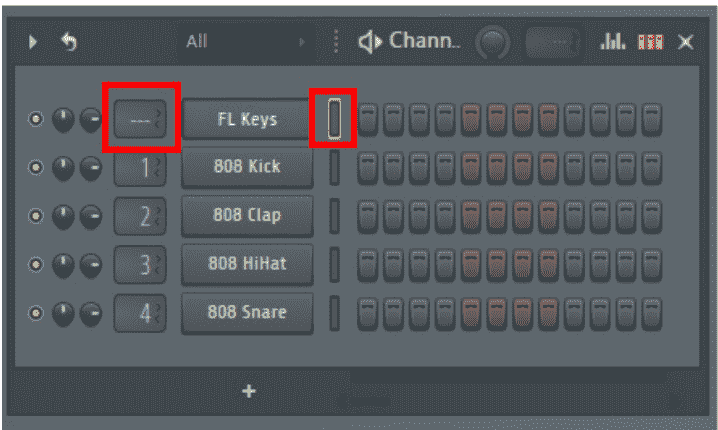 All Chann..
--- FL Keys
1 808 Kick
2 808 Clap
3 808 HiHat
4 808 Snare
+